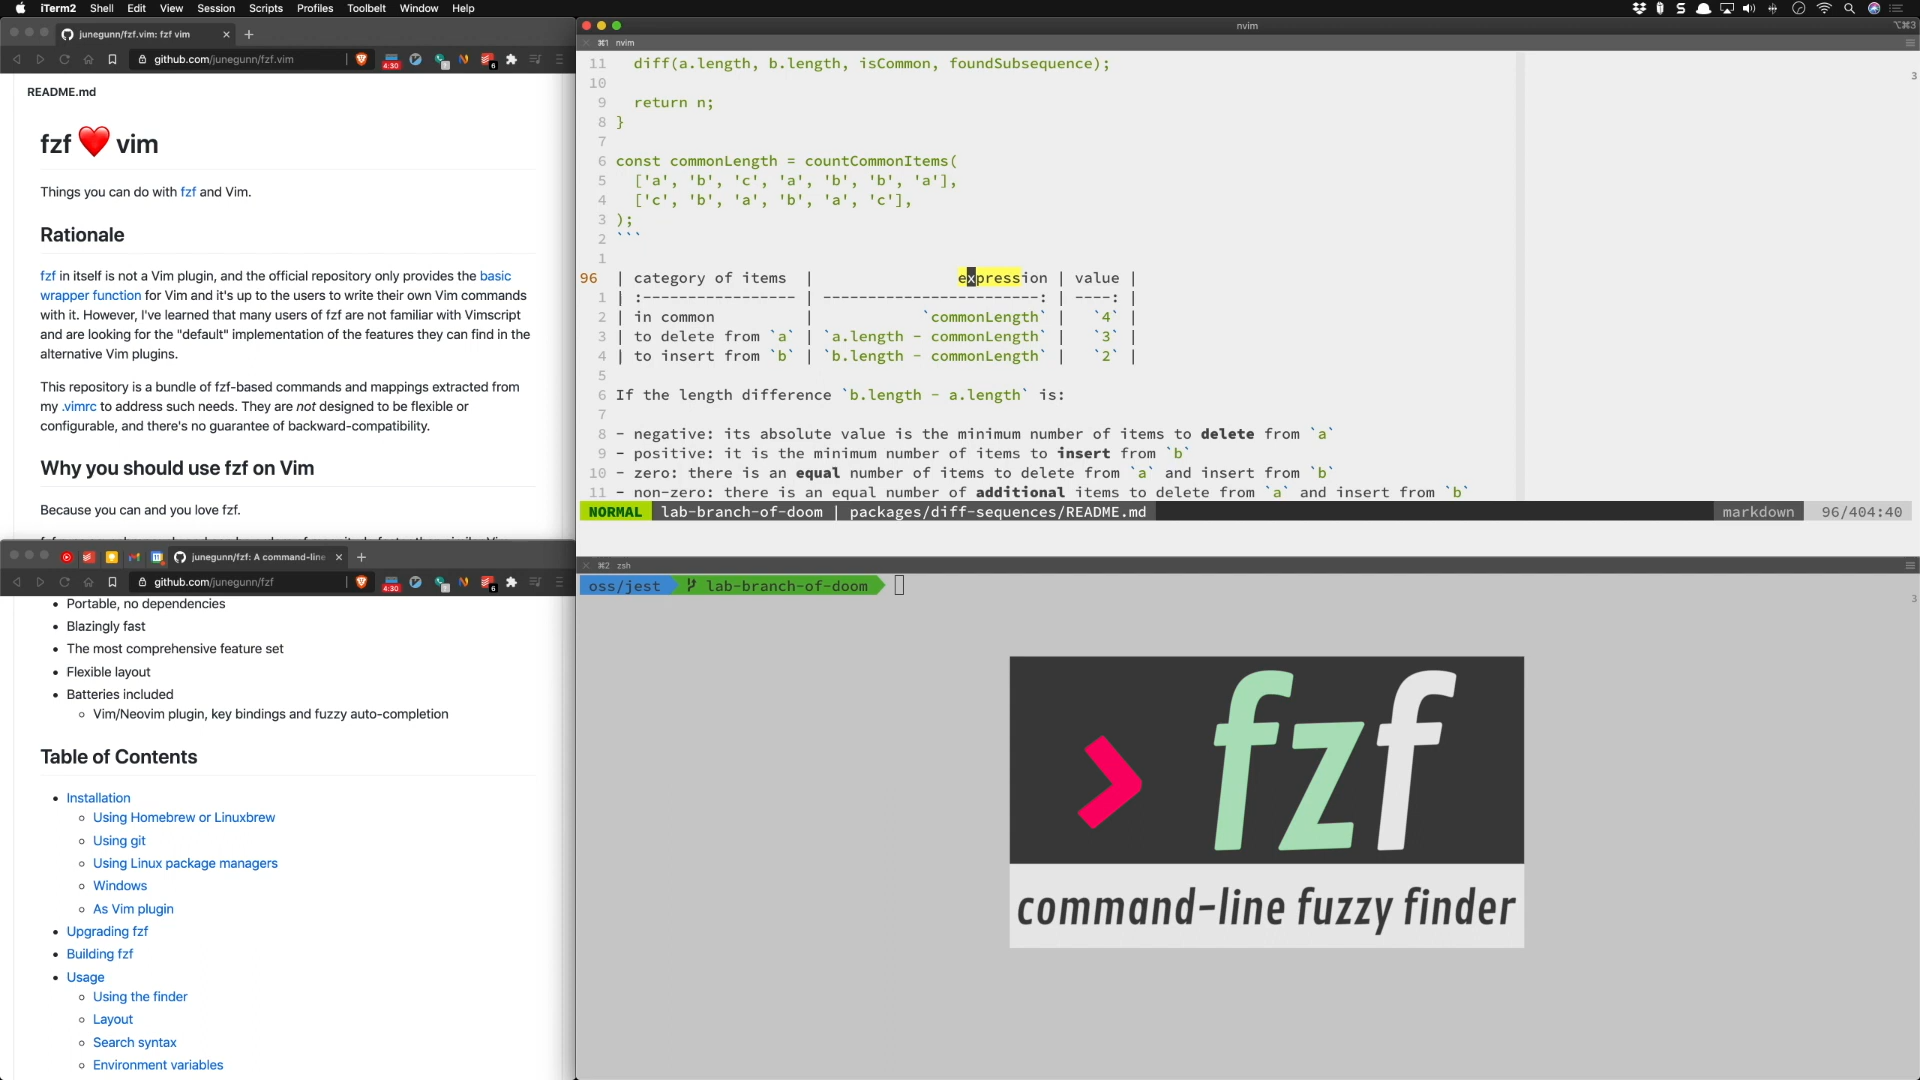 iTerm2 Shell Edit View Session Scripts Profiles Toolbelt Window Help
junegunn/fzf.vim: fzf vim
github.com/junegunn/fzf.vim
4:30
6
README.md
fzf ❤️ vim
Things you can do with fzf and Vim.
Rationale
fzf in itself is not a Vim plugin, and the official repository only provides the basic
wrapper function for Vim and it's up to the users to write their own Vim commands
with it. However, I've learned that many users of fzf are not familiar with Vimscript
and are looking for the "default" implementation of the features they can find in the
alternative Vim plugins.
This repository is a bundle of fzf-based commands and mappings extracted from
my .vimrc to address such needs. They are not designed to be flexible or
configurable, and there's no guarantee of backward-compatibility.
Why you should use fzf on Vim
Because you can and you love fzf.
junegunn/fzf: A command-line
github.com/junegunn/fzf
4:30
6
• Portable, no dependencies
• Blazingly fast
• The most comprehensive feature set
• Flexible layout
• Batteries included
◦ Vim/Neovim plugin, key bindings and fuzzy auto-completion
Table of Contents
• Installation
◦ Using Homebrew or Linuxbrew
◦ Using git
◦ Using Linux package managers
◦ Windows
◦ As Vim plugin
• Upgrading fzf
• Building fzf
• Usage
◦ Using the finder
◦ Layout
◦ Search syntax
◦ Environment variables
nvim
⌥⌘3
⌘1 nvim
3
11 diff(a.length, b.length, isCommon, foundSubsequence);
10
9 return n;
8 }
7
6 const commonLength = countCommonItems(
5 ['a', 'b', 'c', 'a', 'b', 'b', 'a'],
4 ['c', 'b', 'a', 'b', 'a', 'c'],
3 );
2 ```
1
96 | category of items | expression | value |
1 | :----------------- | ------------------------: | ----: |
2 | in common | `commonLength` | `4` |
3 | to delete from `a` | `a.length - commonLength` | `3` |
4 | to insert from `b` | `b.length - commonLength` | `2` |
5
6 If the length difference `b.length - a.length` is:
7
8 - negative: its absolute value is the minimum number of items to delete from `a`
9 - positive: it is the minimum number of items to insert from `b`
10 - zero: there is an equal number of items to delete from `a` and insert from `b`
11 - non-zero: there is an equal number of additional items to delete from `a` and insert from `b`
NORMAL lab-branch-of-doom | packages/diff-sequences/README.md markdown 96/404:40
⌘2 zsh
oss/jest lab-branch-of-doom
3
> fzf
command-line fuzzy finder